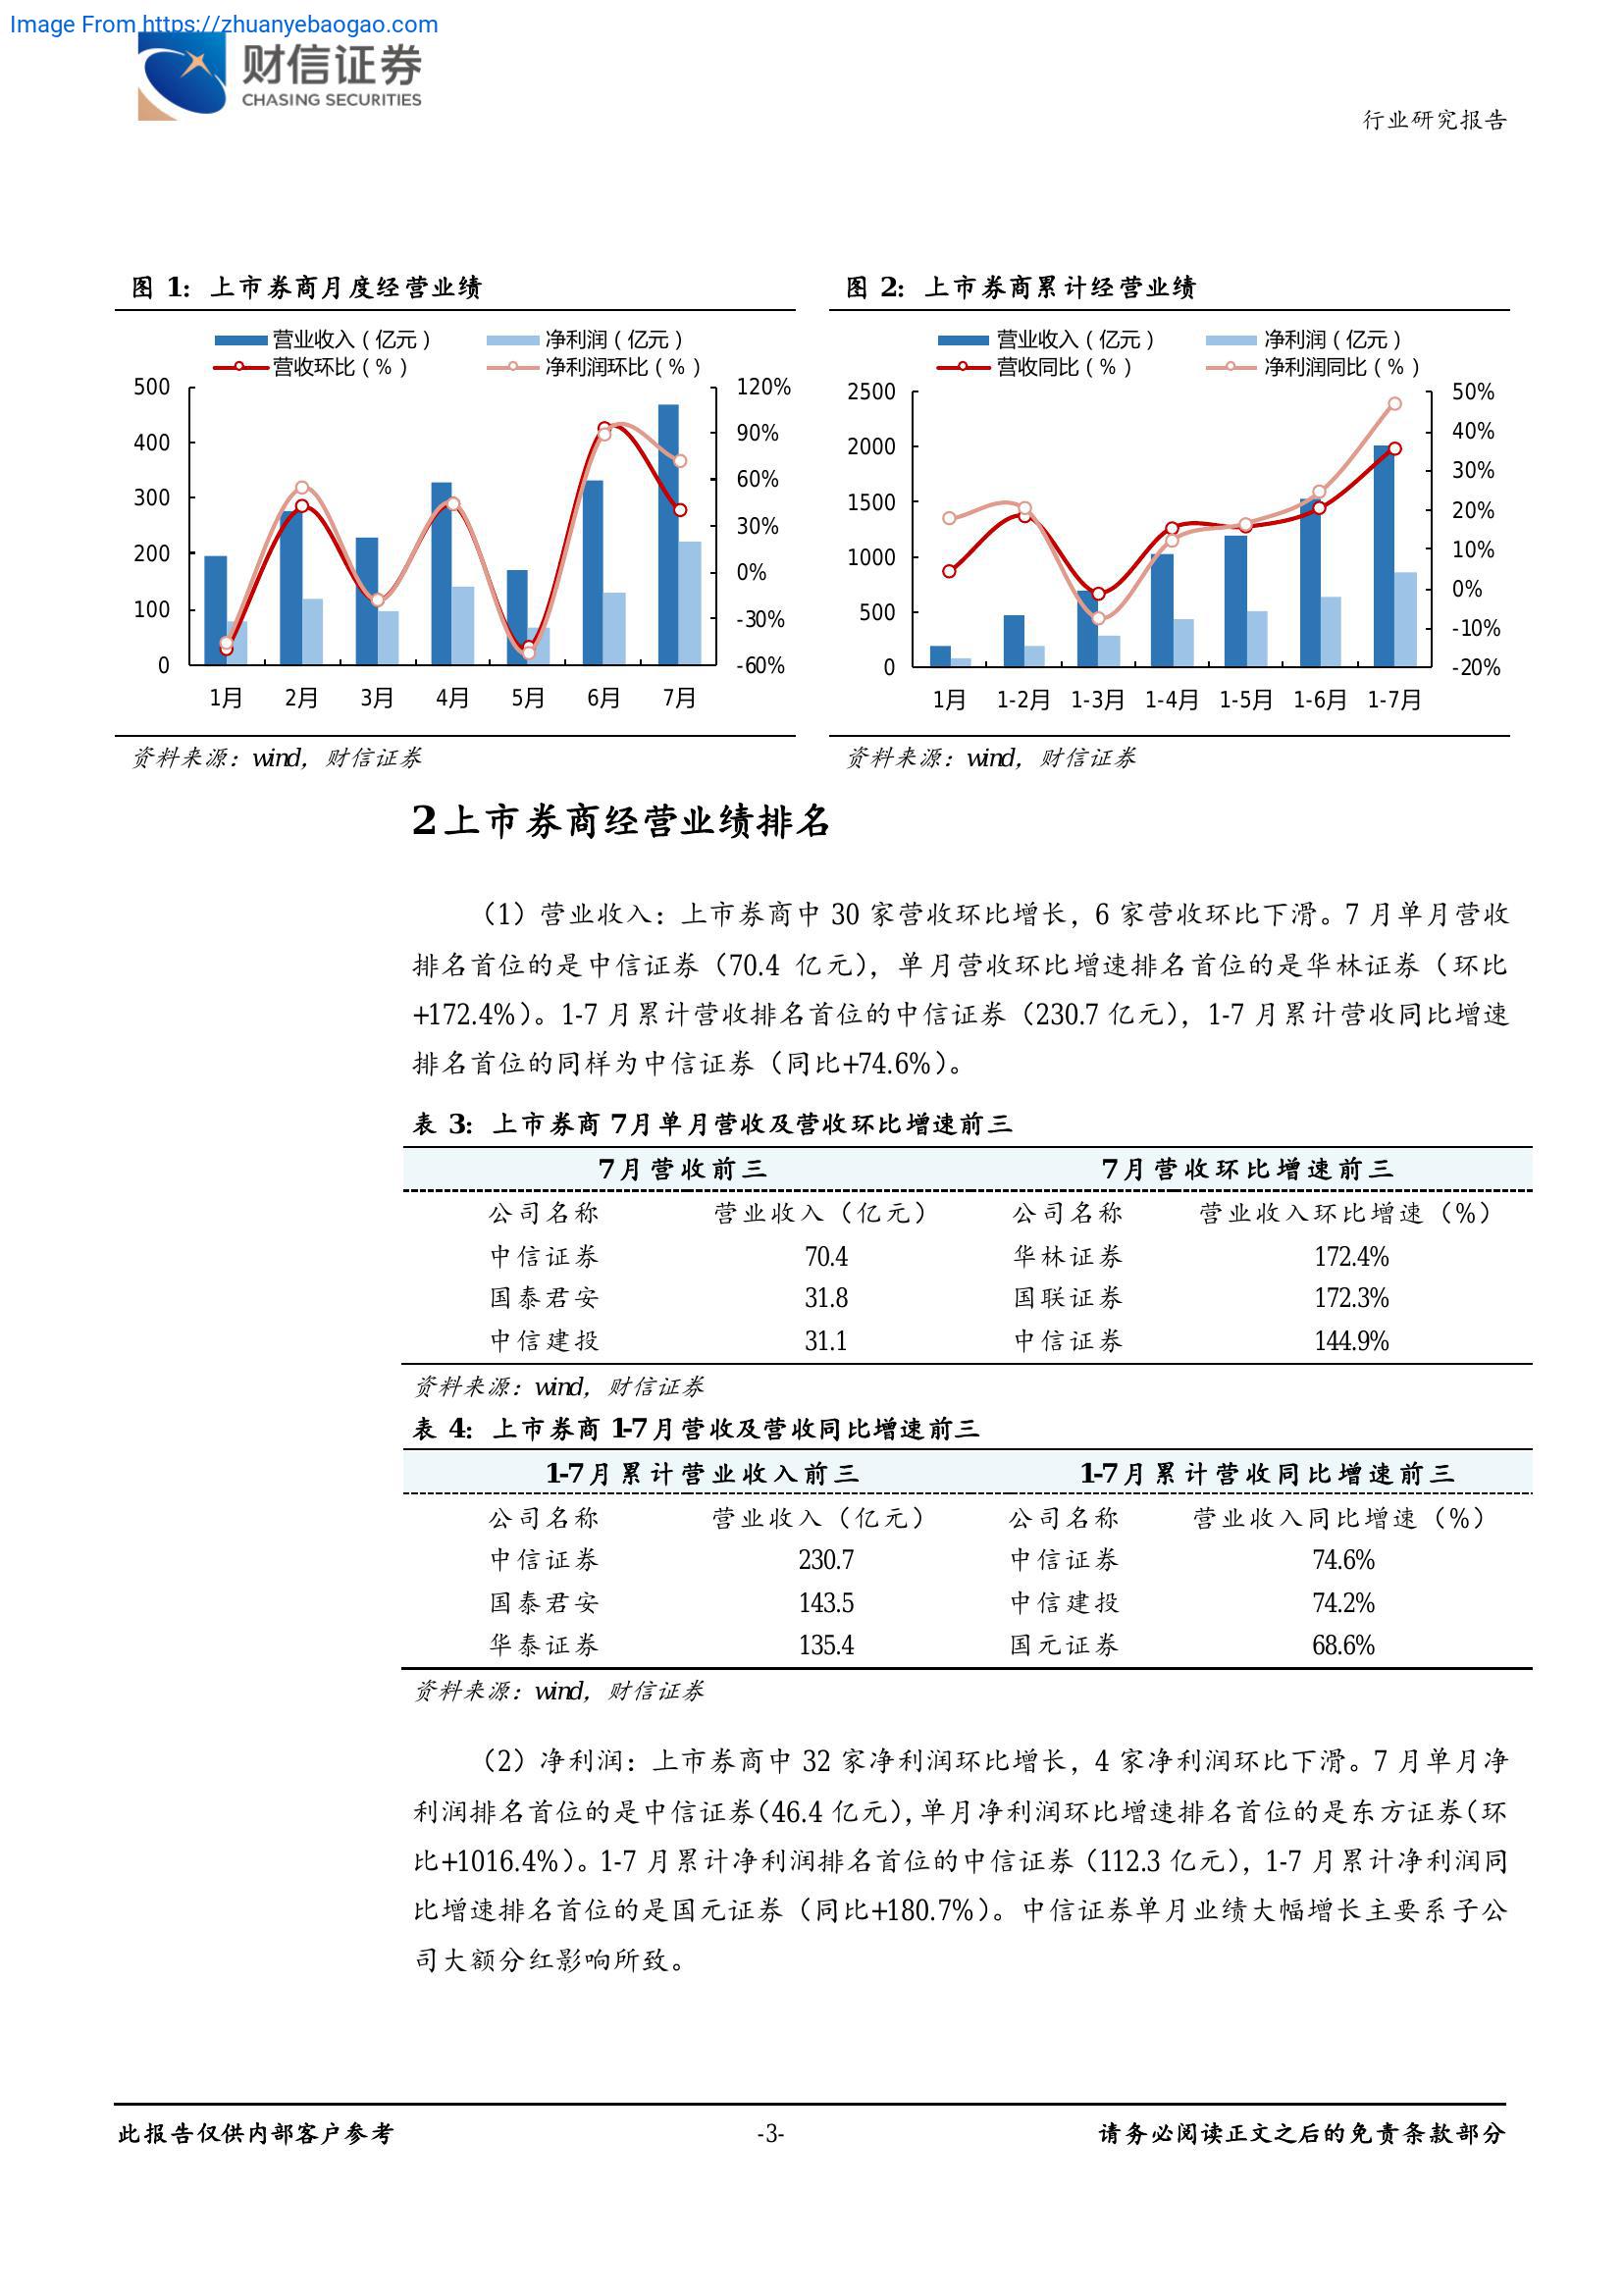 Image From https://zhuanyebaogao.com
财信证券
CHASING SECURITIES
行业研究报告
图 1：上市券商月度经营业绩
营业收入（亿元）
净利润（亿元）
营收环比（%）
净利润环比（%）
500
400
300
200
100
0
120%
90%
60%
30%
0%
-30%
-60%
1月 2月 3月 4月 5月 6月 7月
资料来源：wind，财信证券
图 2：上市券商累计经营业绩
营业收入（亿元）
净利润（亿元）
营收同比（%）
净利润同比（%）
2500
2000
1500
1000
500
0
50%
40%
30%
20%
10%
0%
-10%
-20%
1月 1-2月 1-3月 1-4月 1-5月 1-6月 1-7月
资料来源：wind，财信证券
2上市券商经营业绩排名
（1）营业收入：上市券商中 30 家营收环比增长，6 家营收环比下滑。7 月单月营收
排名首位的是中信证券（70.4 亿元），单月营收环比增速排名首位的是华林证券（环比
+172.4%）。1-7 月累计营收排名首位的中信证券（230.7 亿元），1-7 月累计营收同比增速
排名首位的同样为中信证券（同比+74.6%）。
表 3：上市券商 7月单月营收及营收环比增速前三
7月营收前三 7月营收环比增速前三
公司名称 营业收入（亿元） 公司名称 营业收入环比增速（%）
中信证券 70.4 华林证券 172.4%
国泰君安 31.8 国联证券 172.3%
中信建投 31.1 中信证券 144.9%
资料来源：wind，财信证券
表 4：上市券商 1-7月营收及营收同比增速前三
1-7月累计营业收入前三 1-7月累计营收同比增速前三
公司名称 营业收入（亿元） 公司名称 营业收入同比增速（%）
中信证券 230.7 中信证券 74.6%
国泰君安 143.5 中信建投 74.2%
华泰证券 135.4 国元证券 68.6%
资料来源：wind，财信证券
（2）净利润：上市券商中 32 家净利润环比增长，4 家净利润环比下滑。7 月单月净
利润排名首位的是中信证券（46.4 亿元），单月净利润环比增速排名首位的是东方证券（环
比+1016.4%）。1-7 月累计净利润排名首位的中信证券（112.3 亿元），1-7 月累计净利润同
比增速排名首位的是国元证券（同比+180.7%）。中信证券单月业绩大幅增长主要系子公
司大额分红影响所致。
此报告仅供内部客户参考
-3-
请务必阅读正文之后的免责条款部分